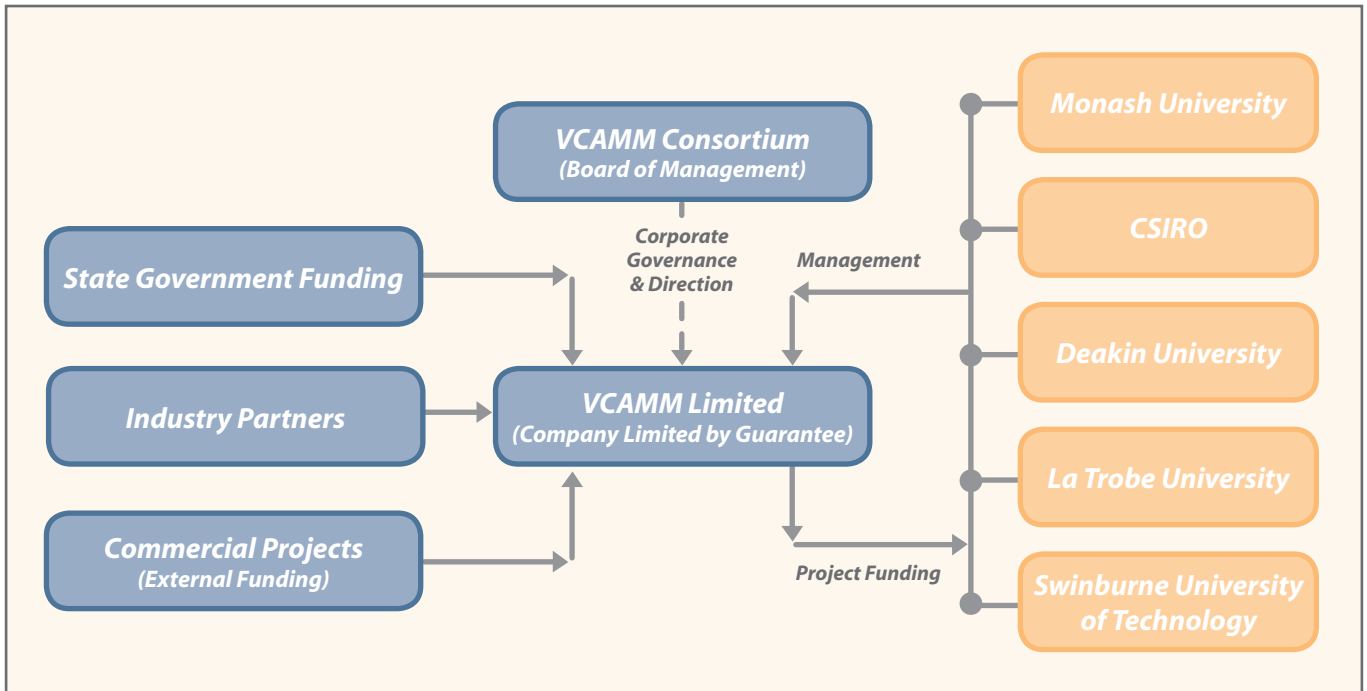 VCAMM Consortium
(Board of Management)
Corporate
Governance
& Direction
State Government Funding
Industry Partners
Commercial Projects
(External Funding)
VCAMM Limited
(Company Limited by Guarantee)
Management
Project Funding
Monash University
CSIRO
Deakin University
La Trobe University
Swinburne University
of Technology